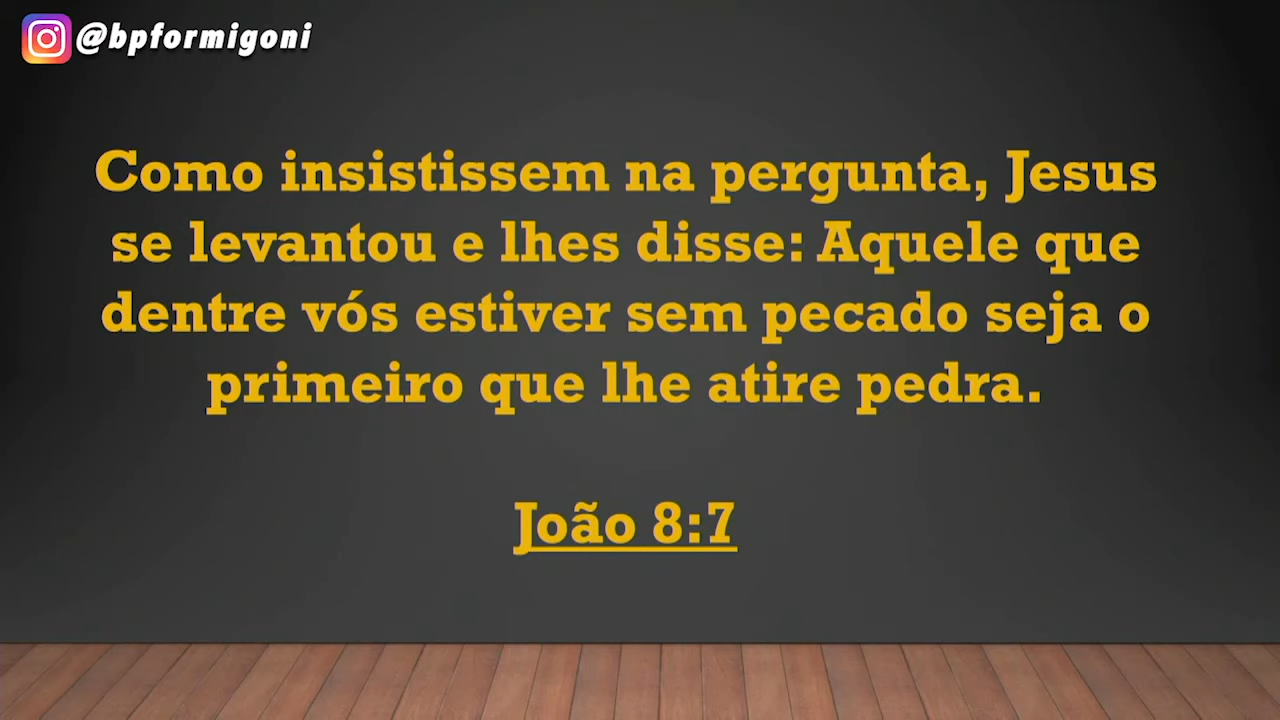 @bpformigoni
Como insistissem na pergunta, Jesus
se levantou e lhes disse: Aquele que
dentre vós estiver sem pecado seja o
primeiro que lhe atire pedra.
João 8:7